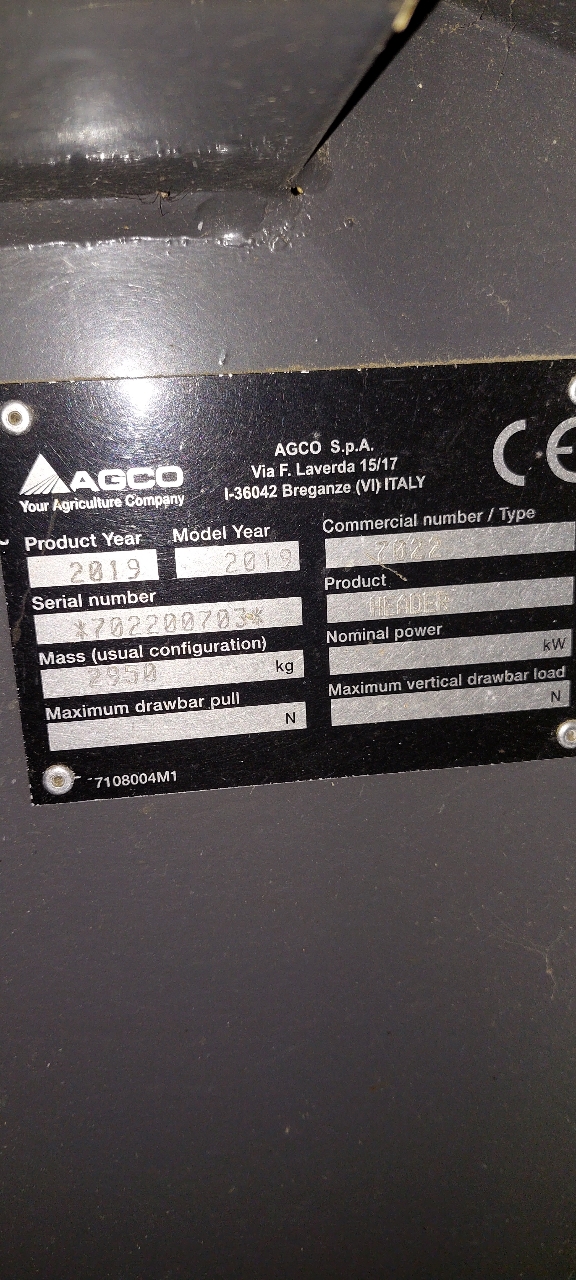 AGCO
Your Agriculture Company
AGCO S.p.A.
Via F. Laverda 15/17
I-36042 Breganze (VI) ITALY
CE
Product Year
2019
Model Year
2019
Commercial number / Type
7022
Serial number
*702200703*
Product
HEADER
Mass (usual configuration)
2950 kg
Nominal power
kW
Maximum drawbar pull
N
Maximum vertical drawbar load
N
7108004M1